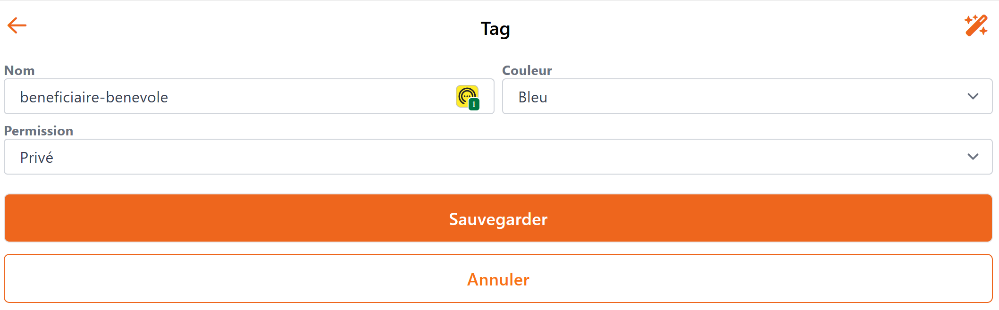 Tag
Nom
Couleur
beneficiaire-benevole
Bleu
Permission
Privé
Sauvegarder
Annuler